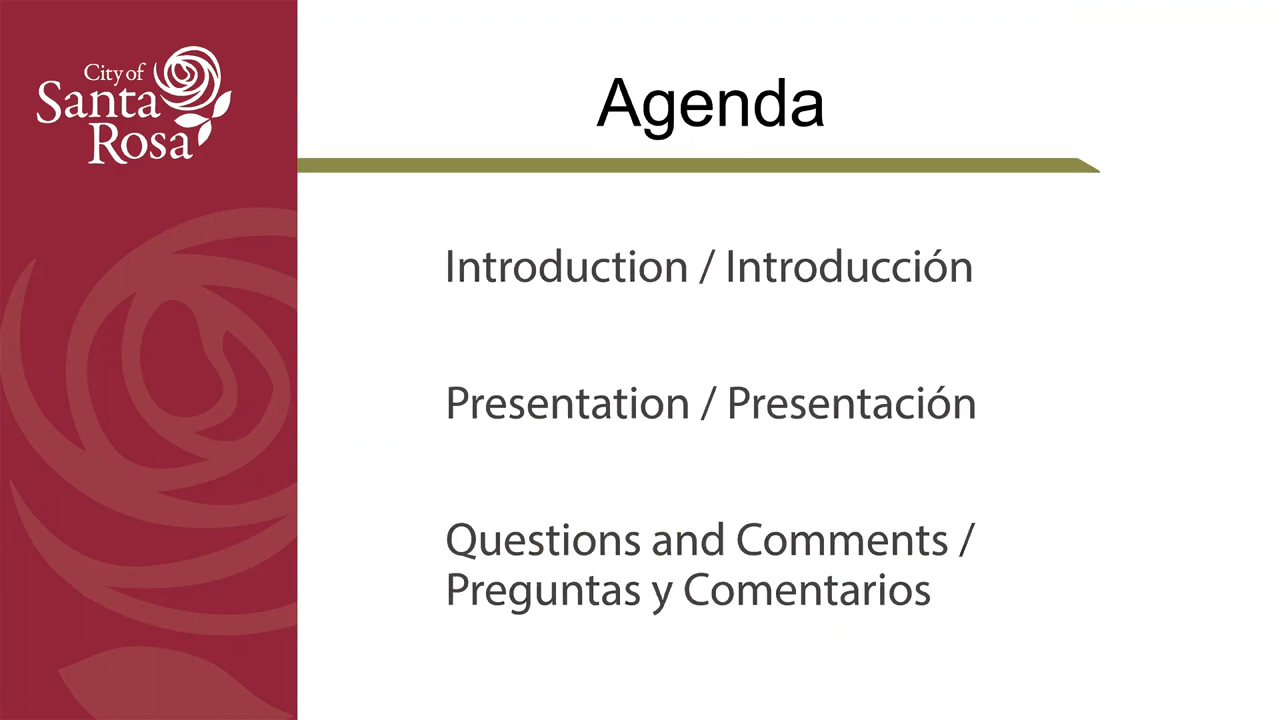 City of
Santa
Rosa
Agenda
Introduction / Introducción
Presentation / Presentación
Questions and Comments /
Preguntas y Comentarios